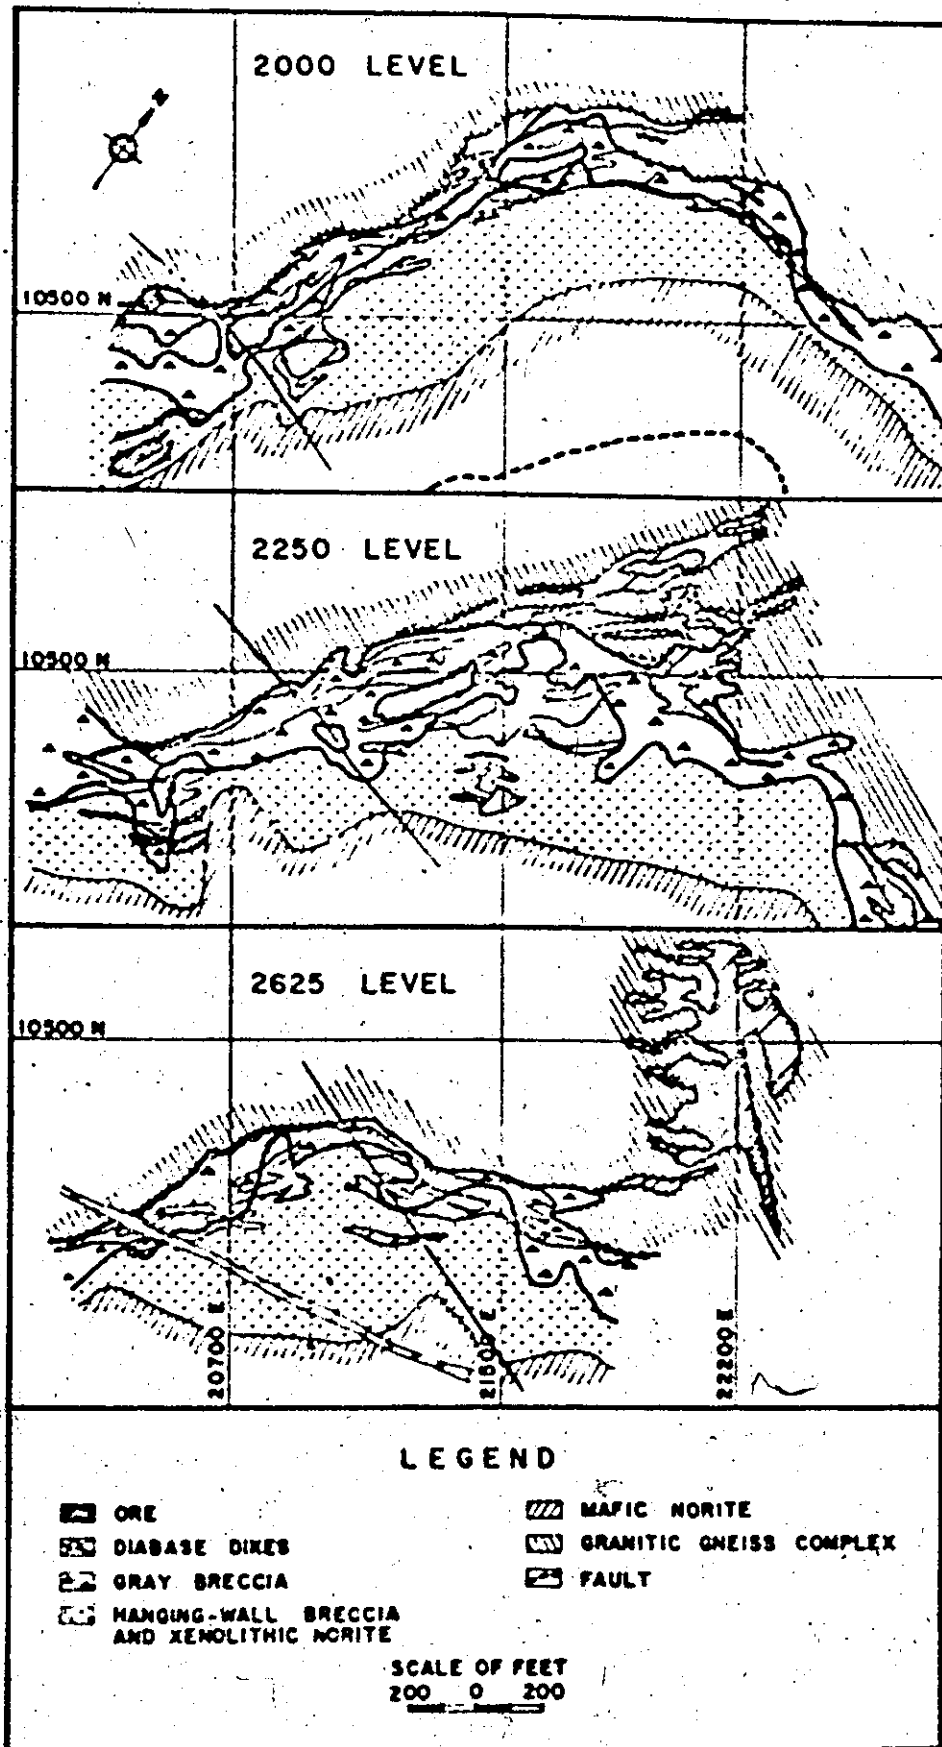 2000 LEVEL
N
10500 N
2250 LEVEL
10500 N
2625 LEVEL
10500 N
20700 E
21500 E
22200 E
LEGEND
ORE
DIABASE DIKES
GRAY BRECCIA
HANGING-WALL BRECCIA
AND XENOLITHIC NORITE
MAFIC NORITE
GRANITIC GNEISS COMPLEX
FAULT
SCALE OF FEET
200 0 200